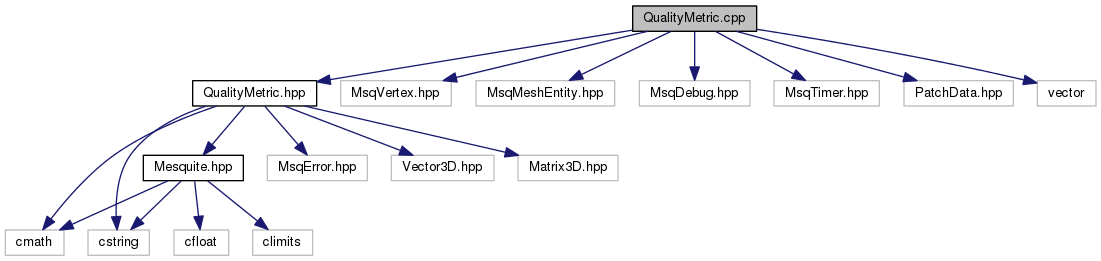 QualityMetric.cpp
QualityMetric.hpp
MsqVertex.hpp
MsqMeshEntity.hpp
MsqDebug.hpp
MsqTimer.hpp
PatchData.hpp
vector
Mesquite.hpp
MsqError.hpp
Vector3D.hpp
Matrix3D.hpp
cmath
cstring
cfloat
climits